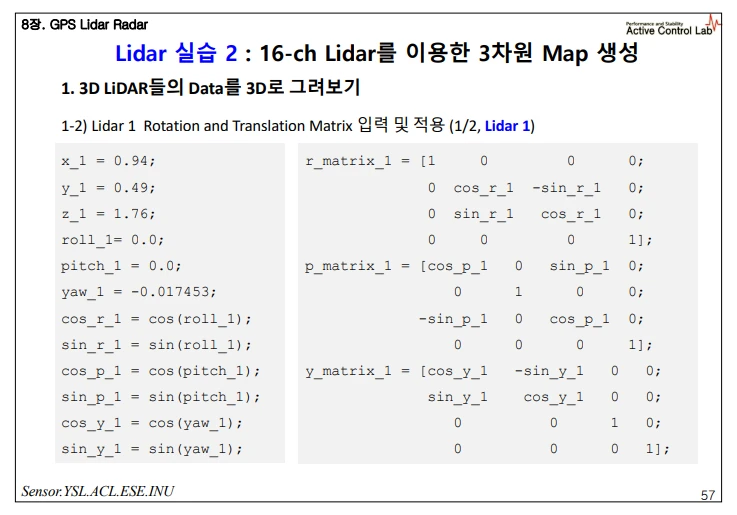 8장. GPS Lidar Radar
Performance and Stability
Active Control Lab
Lidar 실습 2 : 16-ch Lidar를 이용한 3차원 Map 생성
1. 3D LiDAR들의 Data를 3D로 그려보기
1-2) Lidar 1 Rotation and Translation Matrix 입력 및 적용 (1/2, Lidar 1)
x_1 = 0.94;
y_1 = 0.49;
z_1 = 1.76;
roll_1= 0.0;
pitch_1 = 0.0;
yaw_1 = -0.017453;
cos_r_1 = cos(roll_1);
sin_r_1 = sin(roll_1);
cos_p_1 = cos(pitch_1);
sin_p_1 = sin(pitch_1);
cos_y_1 = cos(yaw_1);
sin_y_1 = sin(yaw_1);
r_matrix_1 = [1 0 0 0;
0 cos_r_1 -sin_r_1 0;
0 sin_r_1 cos_r_1 0;
0 0 0 1];
p_matrix_1 = [cos_p_1 0 sin_p_1 0;
0 1 0 0;
-sin_p_1 0 cos_p_1 0;
0 0 0 1];
y_matrix_1 = [cos_y_1 -sin_y_1 0 0;
sin_y_1 cos_y_1 0 0;
0 0 1 0;
0 0 0 1];
Sensor.YSL.ACL.ESE.INU
57